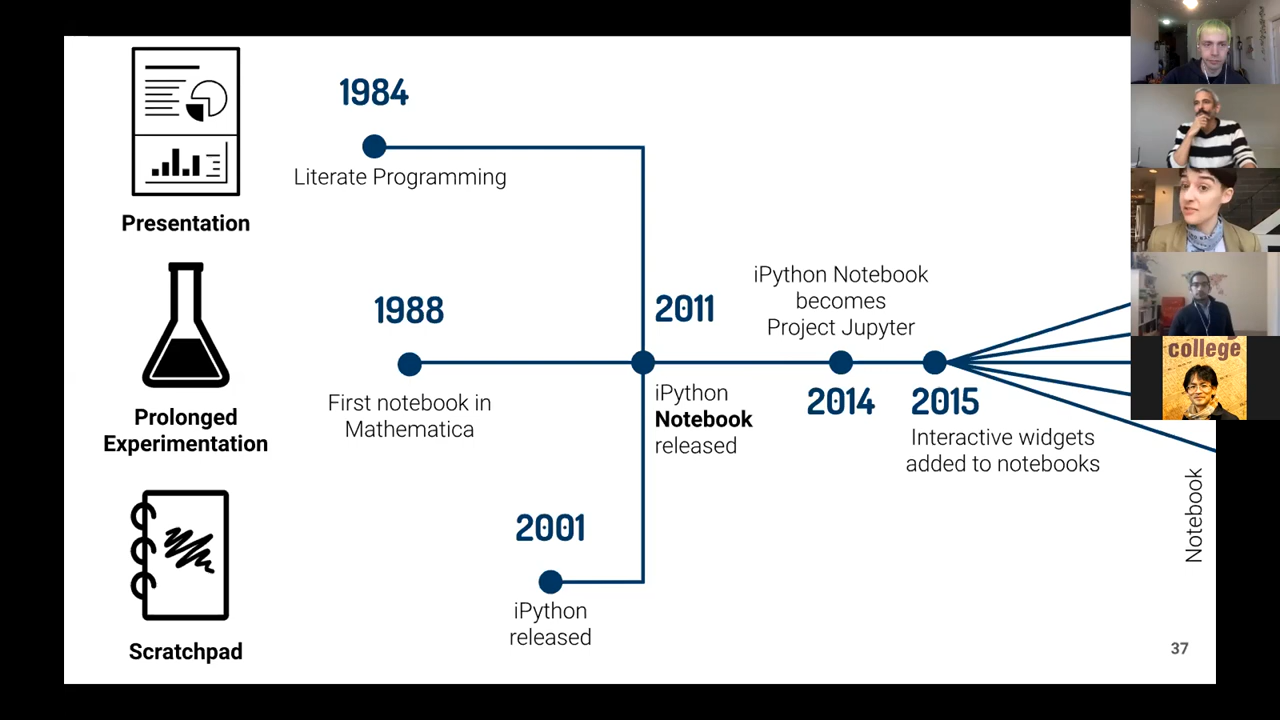 Presentation
1984
Literate Programming
Prolonged
Experimentation
1988
First notebook in
Mathematica
Scratchpad
2001
iPython
released
2011
iPython
Notebook
released
iPython Notebook
becomes
Project Jupyter
2014
2015
Interactive widgets
added to notebooks
Notebook
37
college